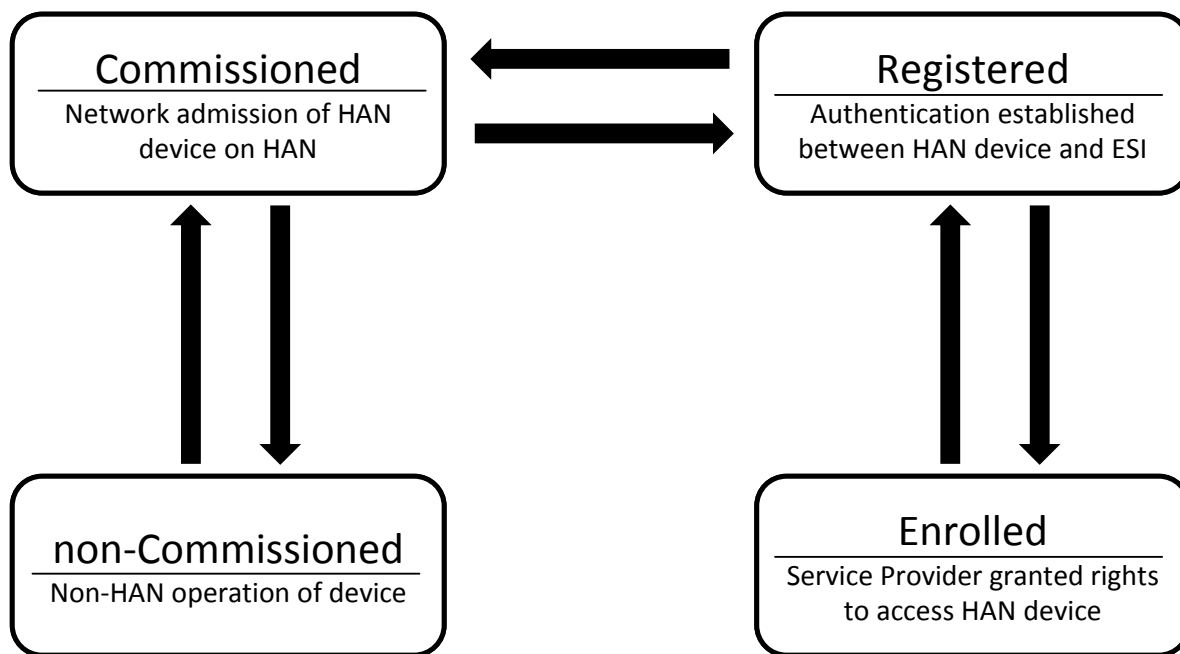 Commissioned
Network admission of HAN
device on HAN
Registered
Authentication established
between HAN device and ESI
non-Commissioned
Non-HAN operation of device
Enrolled
Service Provider granted rights
to access HAN device